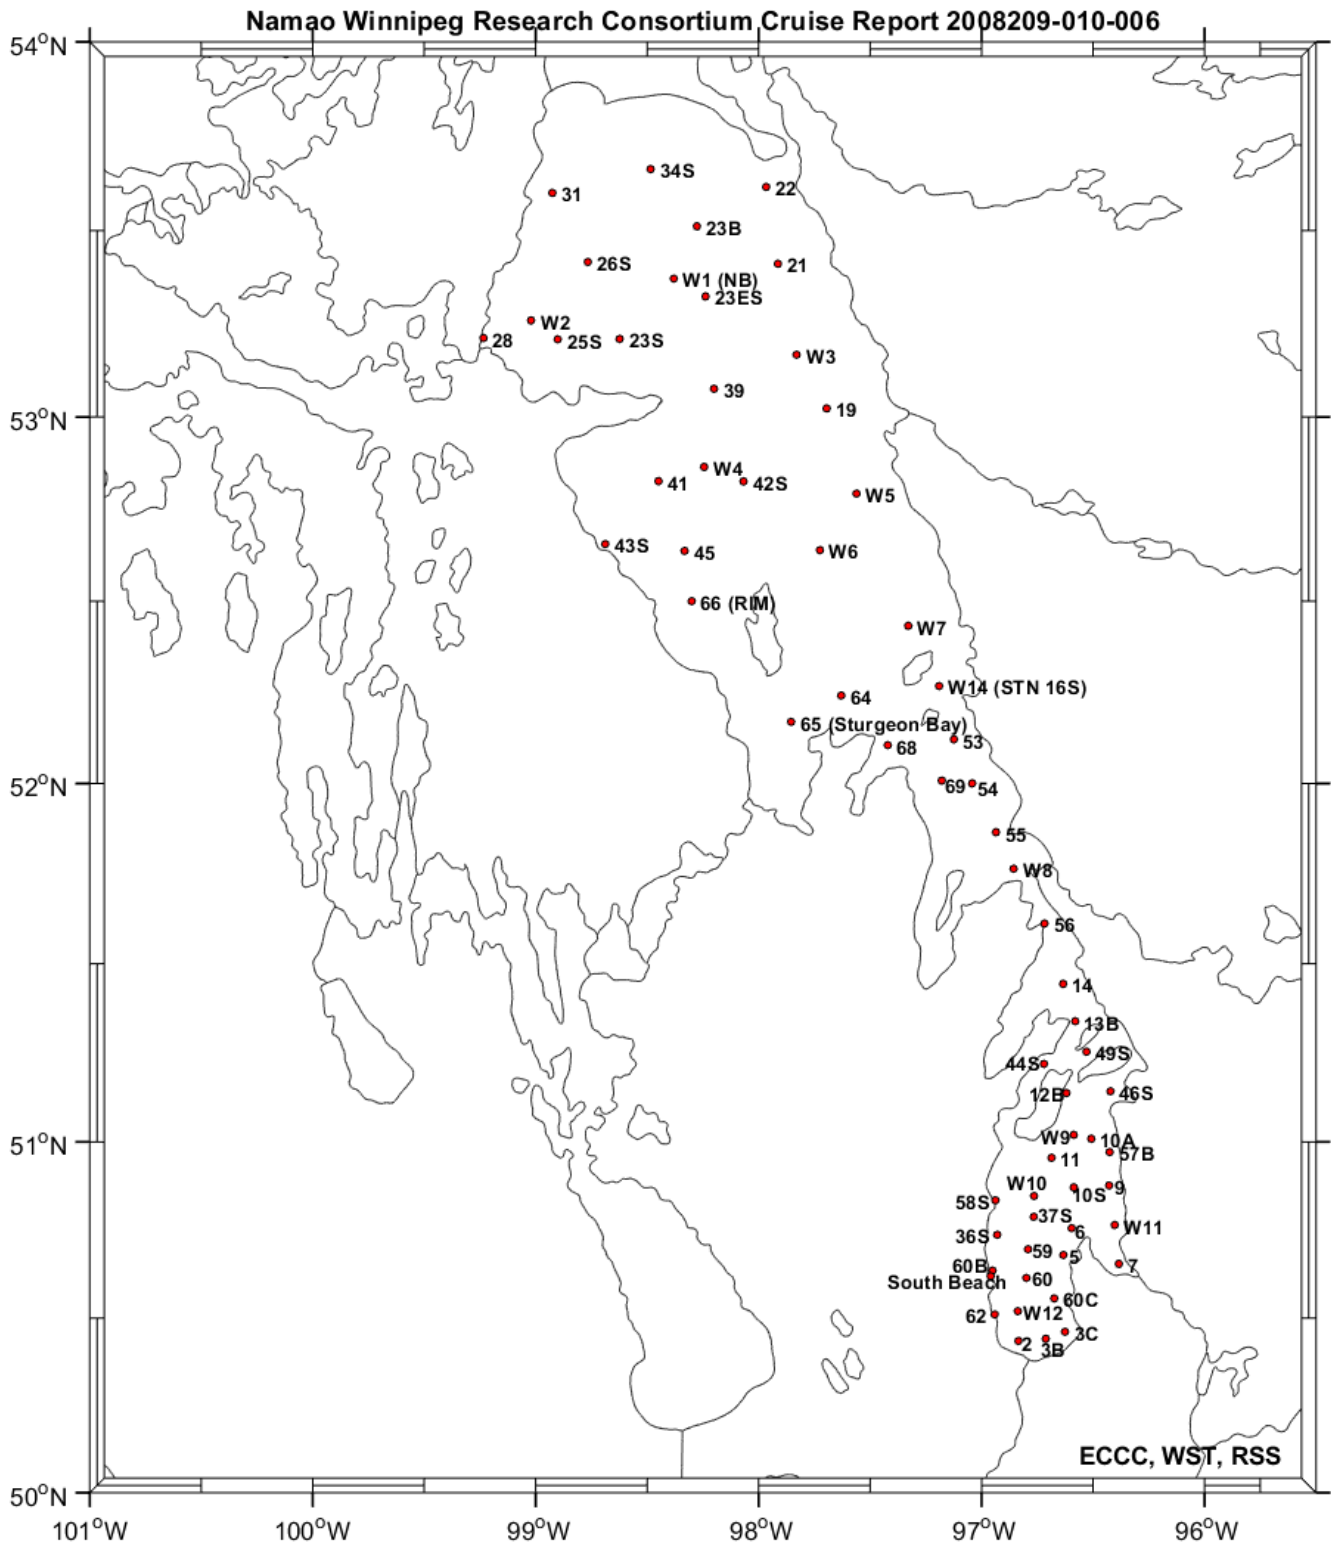 Namao Winnipeg Research Consortium Cruise Report 2008209-010-006
54°N
34S
22
31
23B
26S
21
W1 (NB)
23ES
W2
28
25S
23S
W3
39
19
53°N
W4
41
42S
W5
43S
45
W6
66 (RIM)
W7
W14 (STN 16S)
64
65 (Sturgeon Bay)
53
68
52°N
69
54
55
W8
56
14
13B
49S
44S
12B
46S
51°N
W9
10A
57B
11
W10
10S
9
58S
37S
6
W11
36S
59
5
60B
7
South Beach
60
60C
62
W12
2
3B
3C
ECCC, WST, RSS
50°N
101°W
100°W
99°W
98°W
97°W
96°W